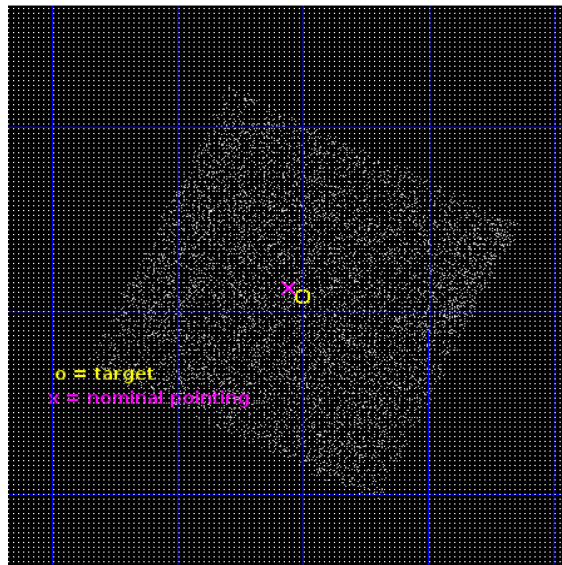 o = target
x = nominal pointing